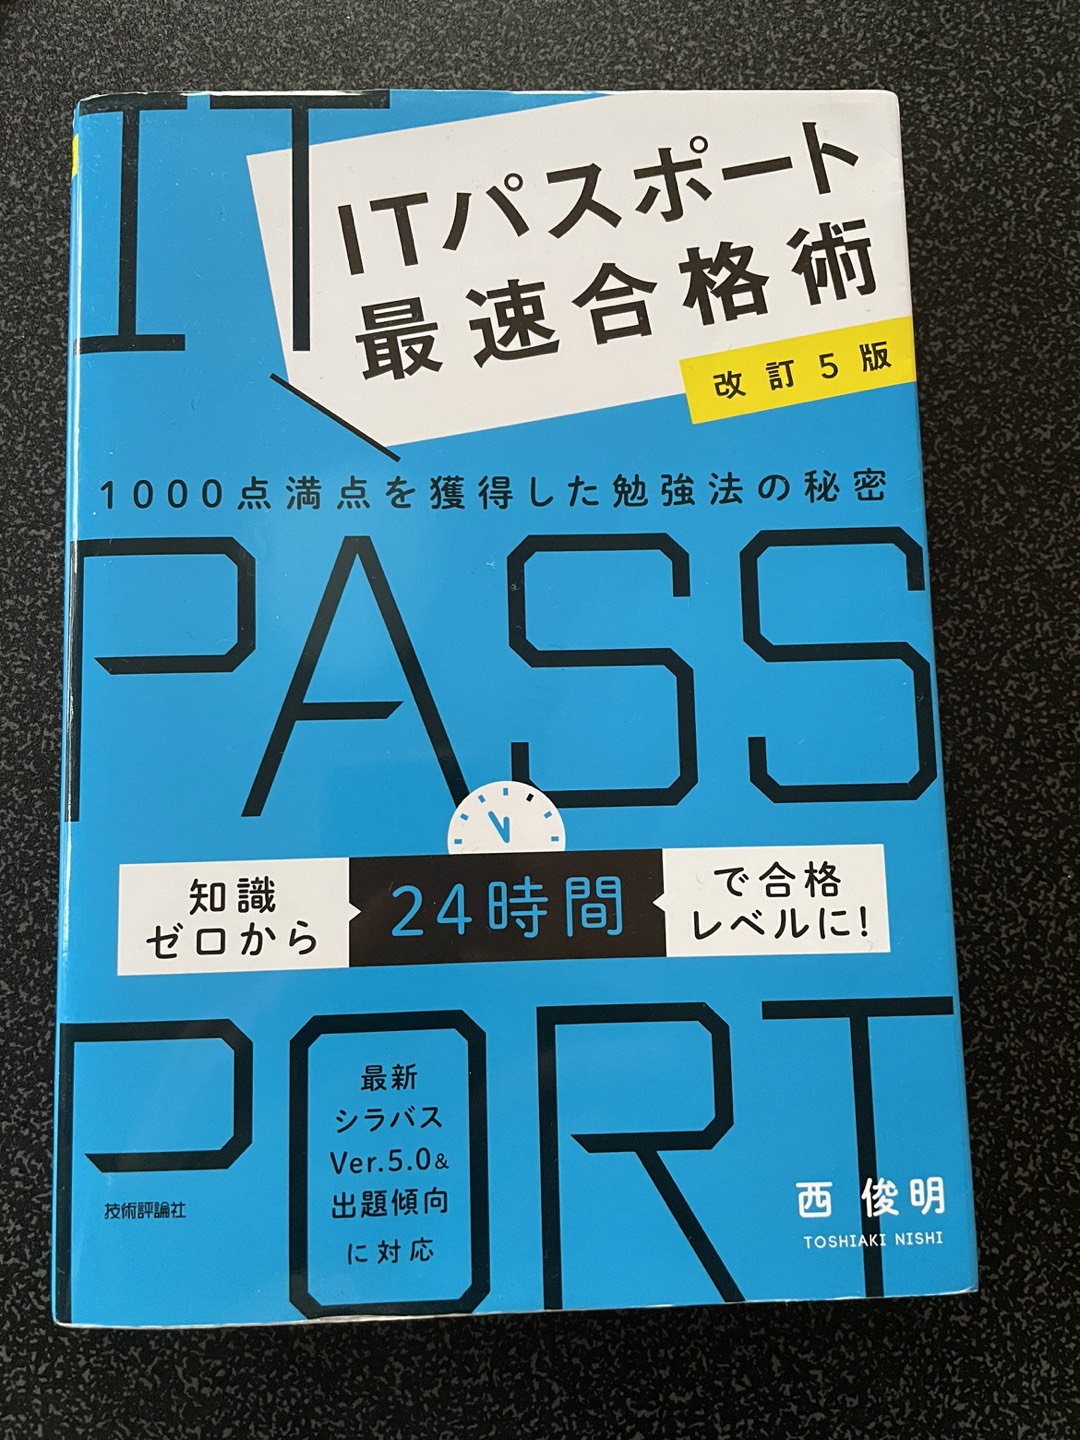 IT
ITパスポート
最速合格術
改訂5版
1000点満点を獲得した勉強法の秘密
PASS
知識
ゼロから
24時間
で合格
レベルに!
PORT
最新
シラバス
Ver.5.0&
出題傾向
に対応
技術評論社
西 俊明
TOSHIAKI NISHI